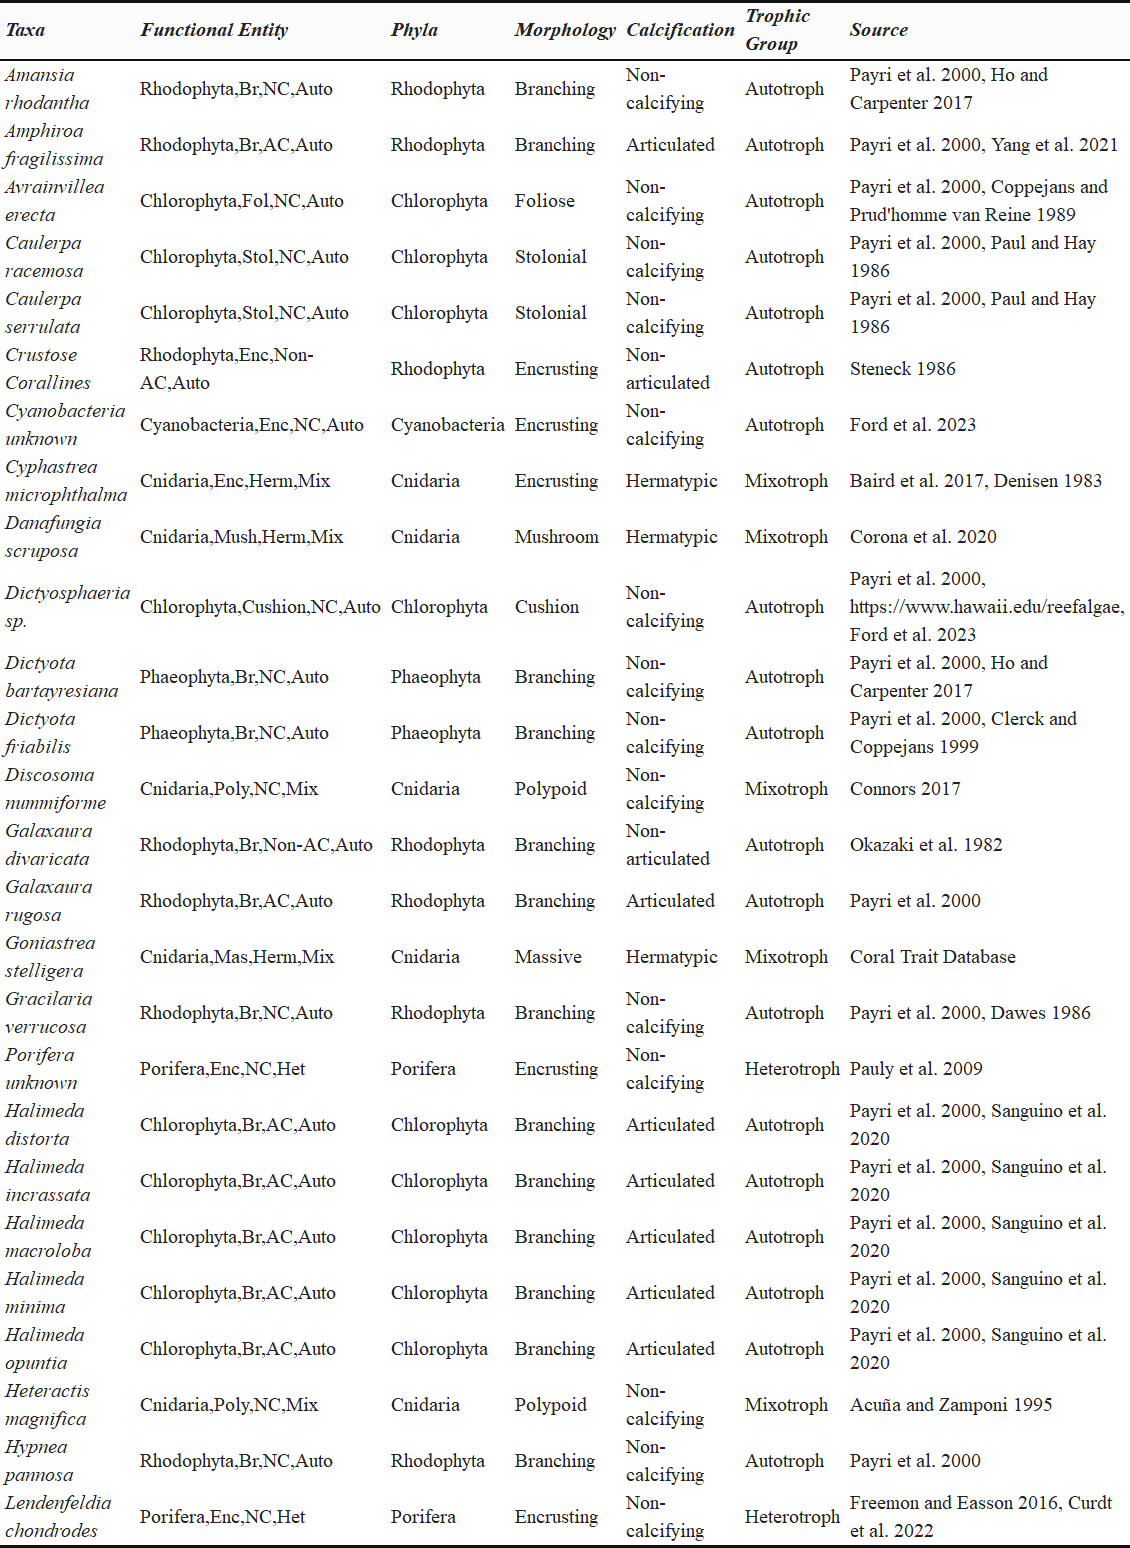 Taxa Functional Entity Phyla Morphology Calcification Trophic Group Source
Amansia rhodantha Rhodophyta,Br,NC,Auto Rhodophyta Branching Non-calcifying Autotroph Payri et al. 2000, Ho and Carpenter 2017
Amphiroa fragilissima Rhodophyta,Br,AC,Auto Rhodophyta Branching Articulated Autotroph Payri et al. 2000, Yang et al. 2021
Avrainvillea erecta Chlorophyta,Fol,NC,Auto Chlorophyta Foliose Non-calcifying Autotroph Payri et al. 2000, Coppejans and Prud'homme van Reine 1989
Caulerpa racemosa Chlorophyta,Stol,NC,Auto Chlorophyta Stolonial Non-calcifying Autotroph Payri et al. 2000, Paul and Hay 1986
Caulerpa serrulata Chlorophyta,Stol,NC,Auto Chlorophyta Stolonial Non-calcifying Autotroph Payri et al. 2000, Paul and Hay 1986
Crustose Corallines Rhodophyta,Enc,Non-AC,Auto Rhodophyta Encrusting Non-articulated Autotroph Steneck 1986
Cyanobacteria unknown Cyanobacteria,Enc,NC,Auto Cyanobacteria Encrusting Non-calcifying Autotroph Ford et al. 2023
Cyphastrea microphthalma Cnidaria,Enc,Herm,Mix Cnidaria Encrusting Hermatypic Mixotroph Baird et al. 2017, Denisen 1983
Danafungia scruposa Cnidaria,Mush,Herm,Mix Cnidaria Mushroom Hermatypic Mixotroph Corona et al. 2020
Dictyosphaeria sp. Chlorophyta,Cushion,NC,Auto Chlorophyta Cushion Non-calcifying Autotroph Payri et al. 2000, https://www.hawaii.edu/reefalgae, Ford et al. 2023
Dictyota bartayresiana Phaeophyta,Br,NC,Auto Phaeophyta Branching Non-calcifying Autotroph Payri et al. 2000, Ho and Carpenter 2017
Dictyota friabilis Phaeophyta,Br,NC,Auto Phaeophyta Branching Non-calcifying Autotroph Payri et al. 2000, Clerck and Coppejans 1999
Discosoma nummiforme Cnidaria,Poly,NC,Mix Cnidaria Polypoid Non-calcifying Mixotroph Connors 2017
Galaxaura divaricata Rhodophyta,Br,Non-AC,Auto Rhodophyta Branching Non-articulated Autotroph Okazaki et al. 1982
Galaxaura rugosa Rhodophyta,Br,AC,Auto Rhodophyta Branching Articulated Autotroph Payri et al. 2000
Goniastrea stelligera Cnidaria,Mas,Herm,Mix Cnidaria Massive Hermatypic Mixotroph Coral Trait Database
Gracilaria verrucosa Rhodophyta,Br,NC,Auto Rhodophyta Branching Non-calcifying Autotroph Payri et al. 2000, Dawes 1986
Porifera unknown Porifera,Enc,NC,Het Porifera Encrusting Non-calcifying Heterotroph Pauly et al. 2009
Halimeda distorta Chlorophyta,Br,AC,Auto Chlorophyta Branching Articulated Autotroph Payri et al. 2000, Sanguino et al. 2020
Halimeda incrassata Chlorophyta,Br,AC,Auto Chlorophyta Branching Articulated Autotroph Payri et al. 2000, Sanguino et al. 2020
Halimeda macroloba Chlorophyta,Br,AC,Auto Chlorophyta Branching Articulated Autotroph Payri et al. 2000, Sanguino et al. 2020
Halimeda minima Chlorophyta,Br,AC,Auto Chlorophyta Branching Articulated Autotroph Payri et al. 2000, Sanguino et al. 2020
Halimeda opuntia Chlorophyta,Br,AC,Auto Chlorophyta Branching Articulated Autotroph Payri et al. 2000, Sanguino et al. 2020
Heteractis magnifica Cnidaria,Poly,NC,Mix Cnidaria Polypoid Non-calcifying Mixotroph Acuña and Zamponi 1995
Hypnea pannosa Rhodophyta,Br,NC,Auto Rhodophyta Branching Non-calcifying Autotroph Payri et al. 2000
Lendenfeldia chondrodes Porifera,Enc,NC,Het Porifera Encrusting Non-calcifying Heterotroph Freemon and Easson 2016, Curdt et al. 2022